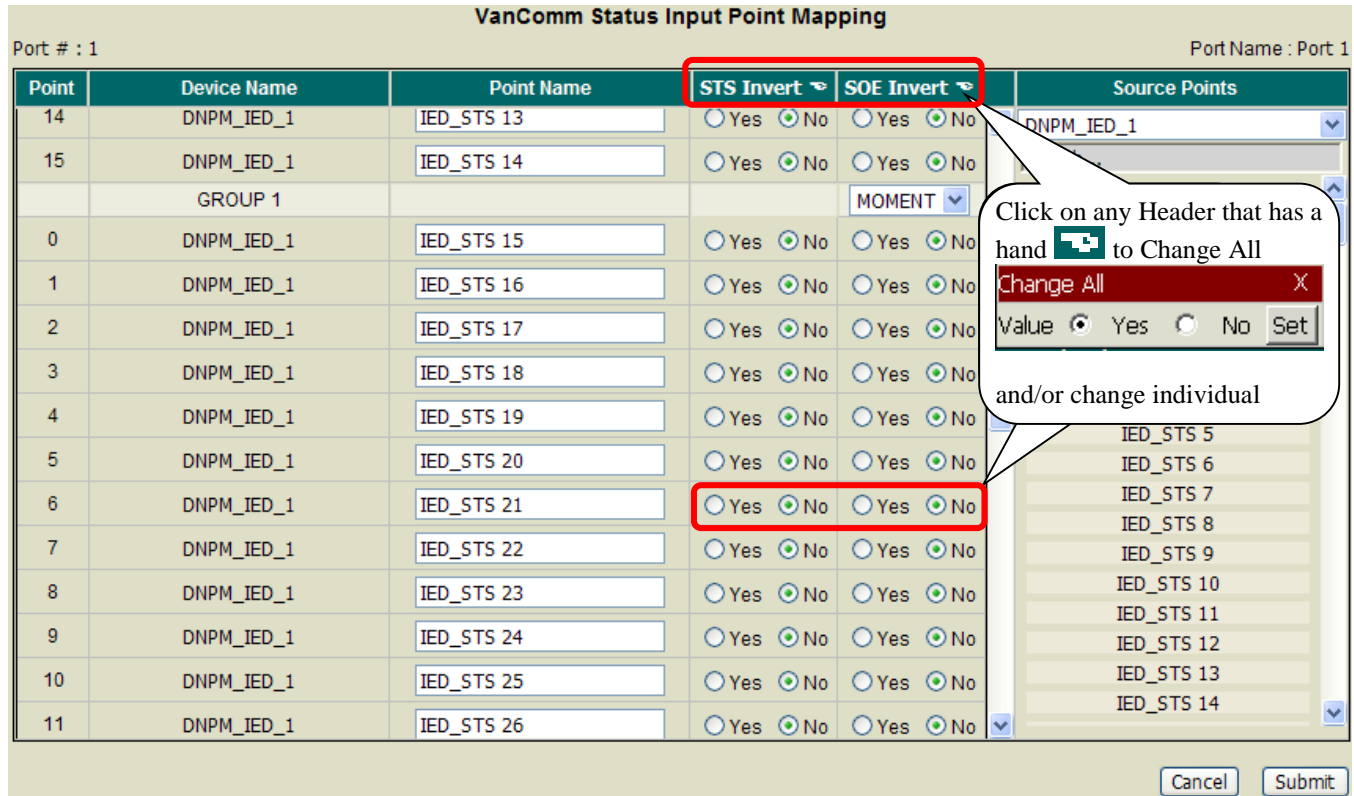 VanComm Status Input Point Mapping
Port # : 1 Port Name : Port 1
Point Device Name Point Name STS Invert SOE Invert Source Points
14 DNPM_IED_1 IED_STS 13 Yes No Yes No DNPM_IED_1
15 DNPM_IED_1 IED_STS 14 Yes No Yes No
GROUP 1 MOMENT
0 DNPM_IED_1 IED_STS 15 Yes No Yes No
1 DNPM_IED_1 IED_STS 16 Yes No Yes No
2 DNPM_IED_1 IED_STS 17 Yes No Yes No
3 DNPM_IED_1 IED_STS 18 Yes No Yes No
4 DNPM_IED_1 IED_STS 19 Yes No Yes No
5 DNPM_IED_1 IED_STS 20 Yes No Yes No
6 DNPM_IED_1 IED_STS 21 Yes No Yes No
7 DNPM_IED_1 IED_STS 22 Yes No Yes No
8 DNPM_IED_1 IED_STS 23 Yes No Yes No
9 DNPM_IED_1 IED_STS 24 Yes No Yes No
10 DNPM_IED_1 IED_STS 25 Yes No Yes No
11 DNPM_IED_1 IED_STS 26 Yes No Yes No
Click on any Header that has a
hand to Change All
Change All X
Value Yes No Set
and/or change individual
IED_STS 5
IED_STS 6
IED_STS 7
IED_STS 8
IED_STS 9
IED_STS 10
IED_STS 11
IED_STS 12
IED_STS 13
IED_STS 14
Cancel Submit